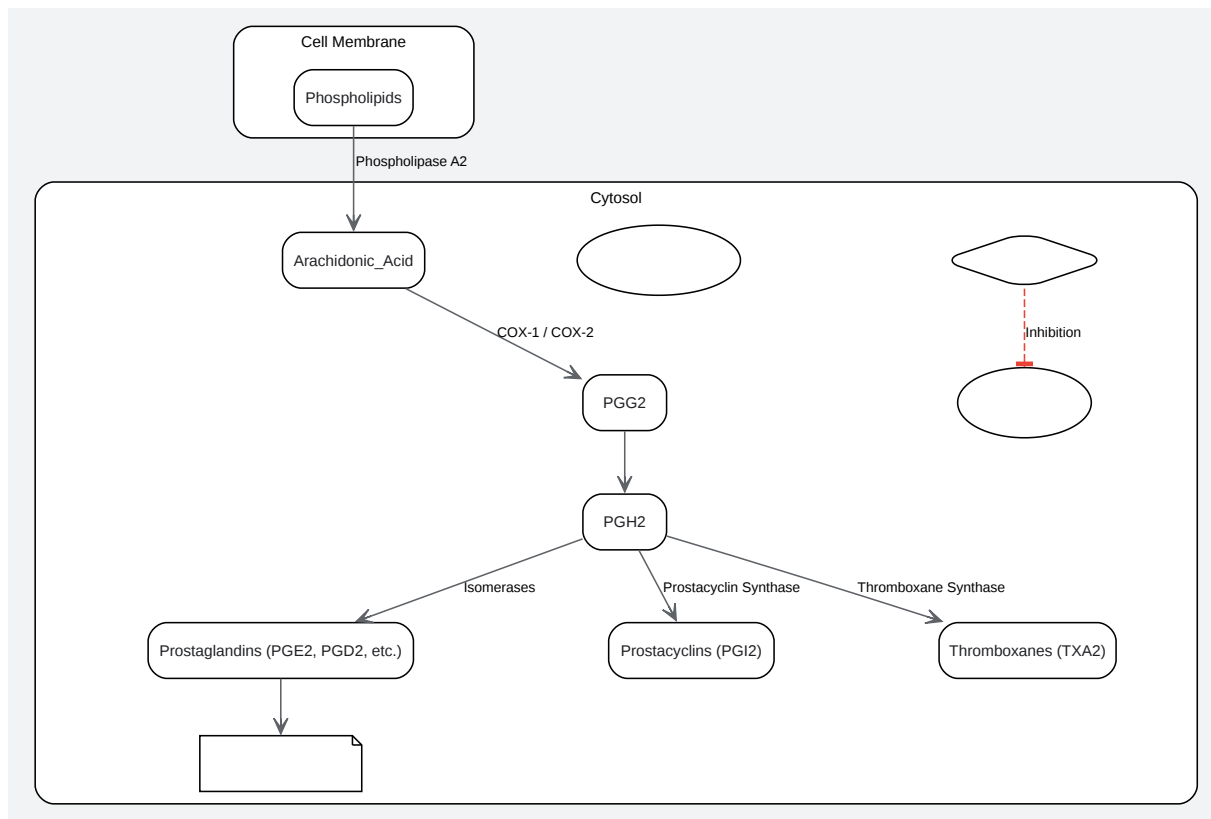 Cell Membrane
Phospholipids
Phospholipase A2
Cytosol
Arachidonic_Acid
COX-1 / COX-2
Inhibition
PGG2
PGH2
Isomerases
Prostacyclin Synthase
Thromboxane Synthase
Prostaglandins (PGE2, PGD2, etc.)
Prostacyclins (PGI2)
Thromboxanes (TXA2)